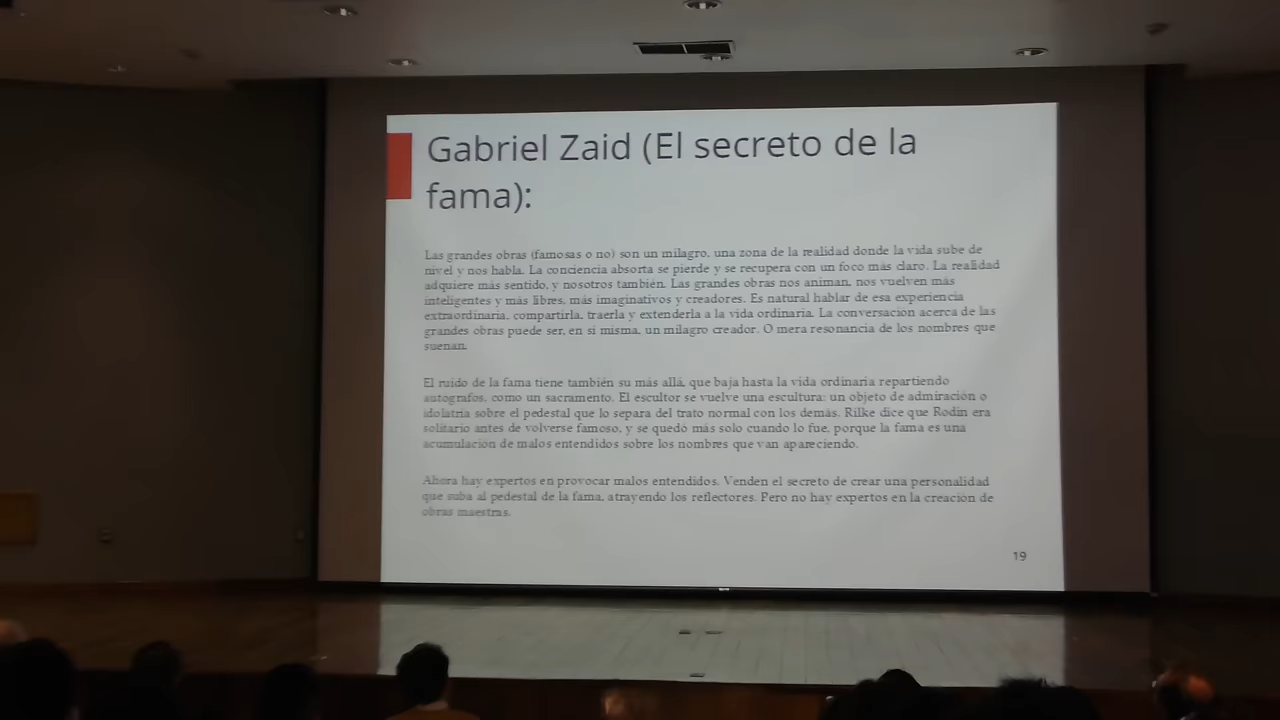 Gabriel Zaid (El secreto de la
fama):
Las grandes obras (famosas o no) son un milagro, una zona de la realidad donde la vida sube de
nivel y nos habla. La conciencia absorta se pierde y se recupera con un foco más claro. La realidad
adquiere más sentido, y nosotros también. Las grandes obras nos animan, nos vuelven más
inteligentes y más libres, más imaginativos y creadores. Es natural hablar de esa experiencia
extraordinaria, compartirla, traerla y extenderla a la vida ordinaria. La conversación acerca de las
grandes obras puede ser, en sí misma, un milagro creador. O mera resonancia de los nombres que
suenan.
El ruido de la fama tiene también su más allá, que baja hasta la vida ordinaria repartiendo
autógrafos, como un sacramento. El escultor se vuelve una escultura: un objeto de admiración o
idolatría sobre el pedestal que lo separa del trato normal con los demás. Rilke dice que Rodin era
solitario antes de volverse famoso, y se quedó más solo cuando lo fue, porque la fama es una
acumulación de malos entendidos sobre los nombres que van apareciendo.
Ahora hay expertos en provocar malos entendidos. Venden el secreto de crear una personalidad
que suba al pedestal de la fama, atrayendo los reflectores. Pero no hay expertos en la creación de
obras maestras.
19